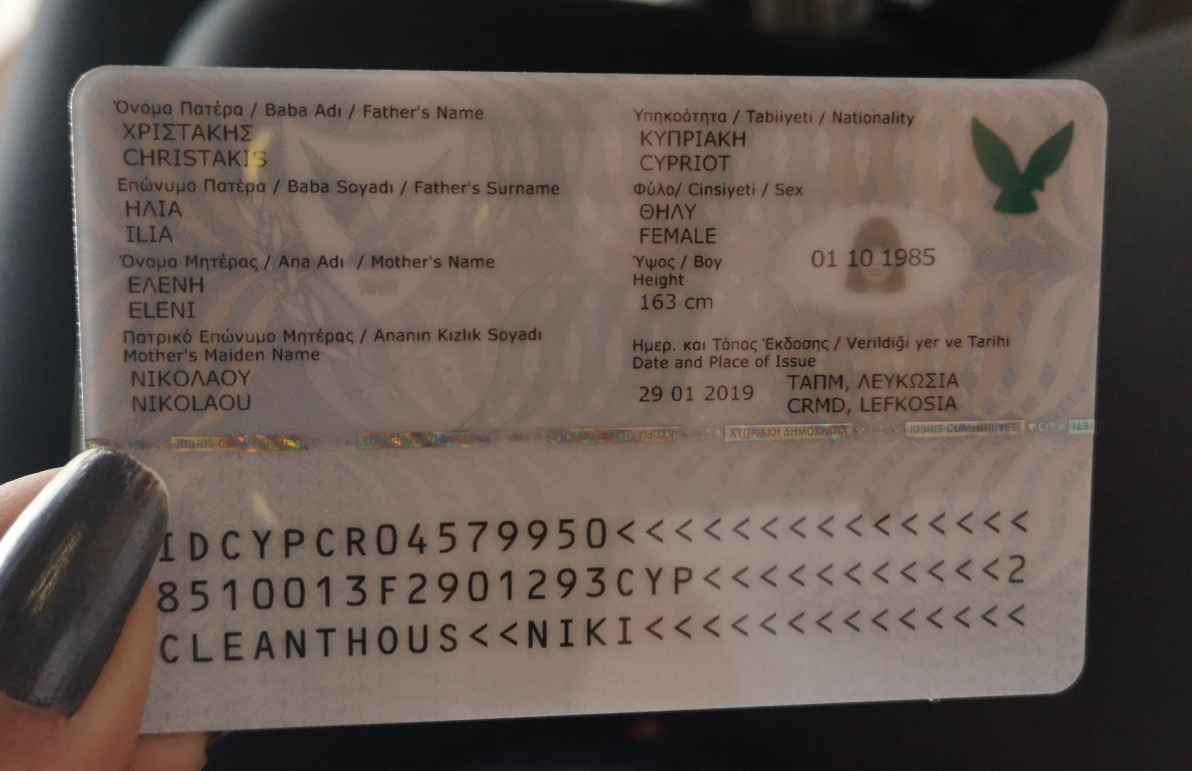 Όνομα Πατέρα / Baba Adı / Father's Name
ΧΡΙΣΤΑΚΗΣ
CHRISTAKIS
Επώνυμο Πατέρα / Baba Soyadı / Father's Surname
ΗΛΙΑ
ILIA
Όνομα Μητέρας / Ana Adı / Mother's Name
ΕΛΕΝΗ
ELENI
Πατρικό Επώνυμο Μητέρας / Ananın Kızlık Soyadı
Mother's Maiden Name
ΝΙΚΟΛΑΟΥ
NIKOLAOU
Υπηκοότητα / Tabiiyeti / Nationality
ΚΥΠΡΙΑΚΗ
CYPRIOT
Φύλο/ Cinsiyeti / Sex
ΘΗΛΥ
FEMALE
Ύψος / Boy
Height
163 cm
01 10 1985
Ημερ. και Τόπος Έκδοσης / Verildiği yer ve Tarihi
Date and Place of Issue
29 01 2019
ΤΑΠΜ, ΛΕΥΚΩΣΙΑ
CRMD, LEFKOSIA
ΚΥΠΡΙΑΚΗ ΔΗΜΟΚΡΑΤΙΑ
IDCYPCR04579950<<<<<<<<<<<<<<<
8510013F2901293CYP<<<<<<<<<<<2
CLEANTHOUS<<NIKI<<<<<<<<<<<<<<